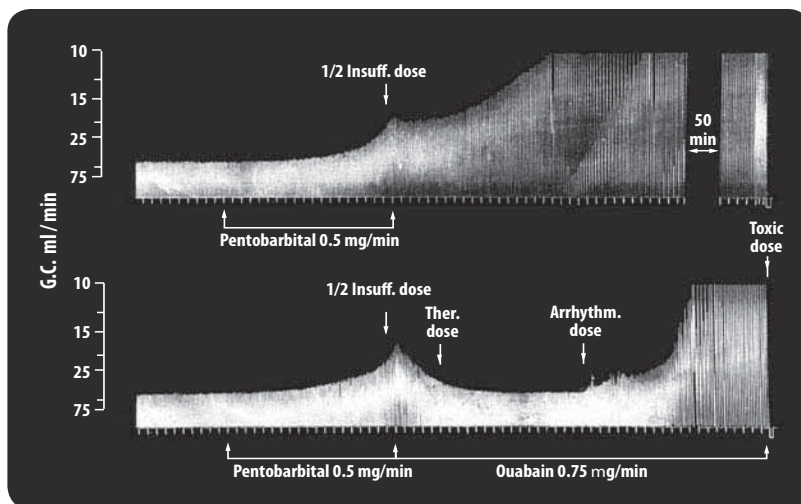 G.C. ml / min
10
15
25
75
1/2 Insuff. dose
50
min
Pentobarbital 0.5 mg/min
Toxic
dose
10
15
25
75
1/2 Insuff. dose
Ther.
dose
Arrhythm.
dose
Pentobarbital 0.5 mg/min
Ouabain 0.75 mg/min